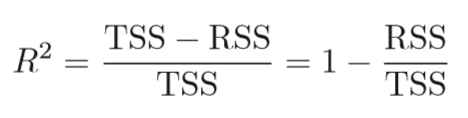 R² = (TSS − RSS) / TSS = 1 − RSS / TSS